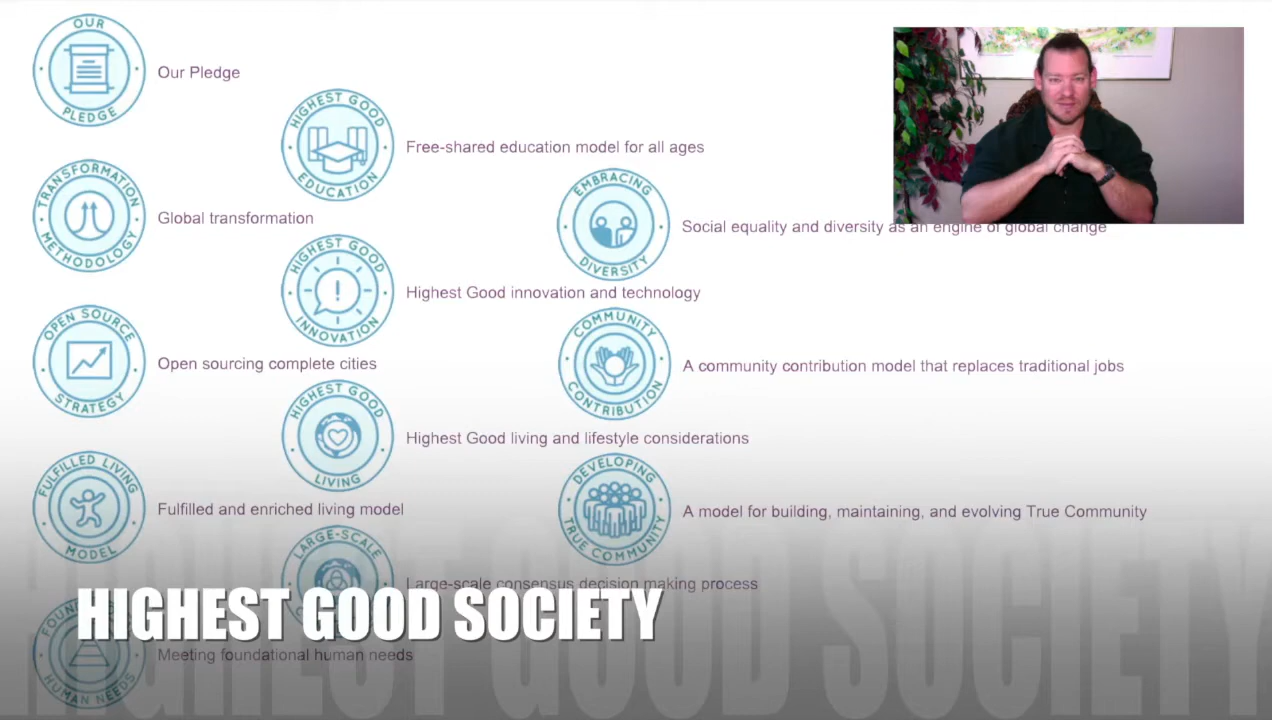 OUR
PLEDGE
Our Pledge
HIGHEST GOOD
EDUCATION
Free-shared education model for all ages
TRANSFORMATION
METHODOLOGY
Global transformation
EMBRACING
DIVERSITY
Social equality and diversity as an engine of global change
HIGHEST GOOD
INNOVATION
Highest Good innovation and technology
OPEN SOURCE
STRATEGY
Open sourcing complete cities
COMMUNITY
CONTRIBUTION
A community contribution model that replaces traditional jobs
HIGHEST GOOD
LIVING
Highest Good living and lifestyle considerations
FULFILLED LIVING
MODEL
Fulfilled and enriched living model
DEVELOPING
TRUE COMMUNITY
A model for building, maintaining, and evolving True Community
LARGE-SCALE
Large-scale consensus decision making process
HIGHEST GOOD SOCIETY
HUMAN NEEDS
Meeting foundational human needs
HIGHEST GOOD SOCIETY